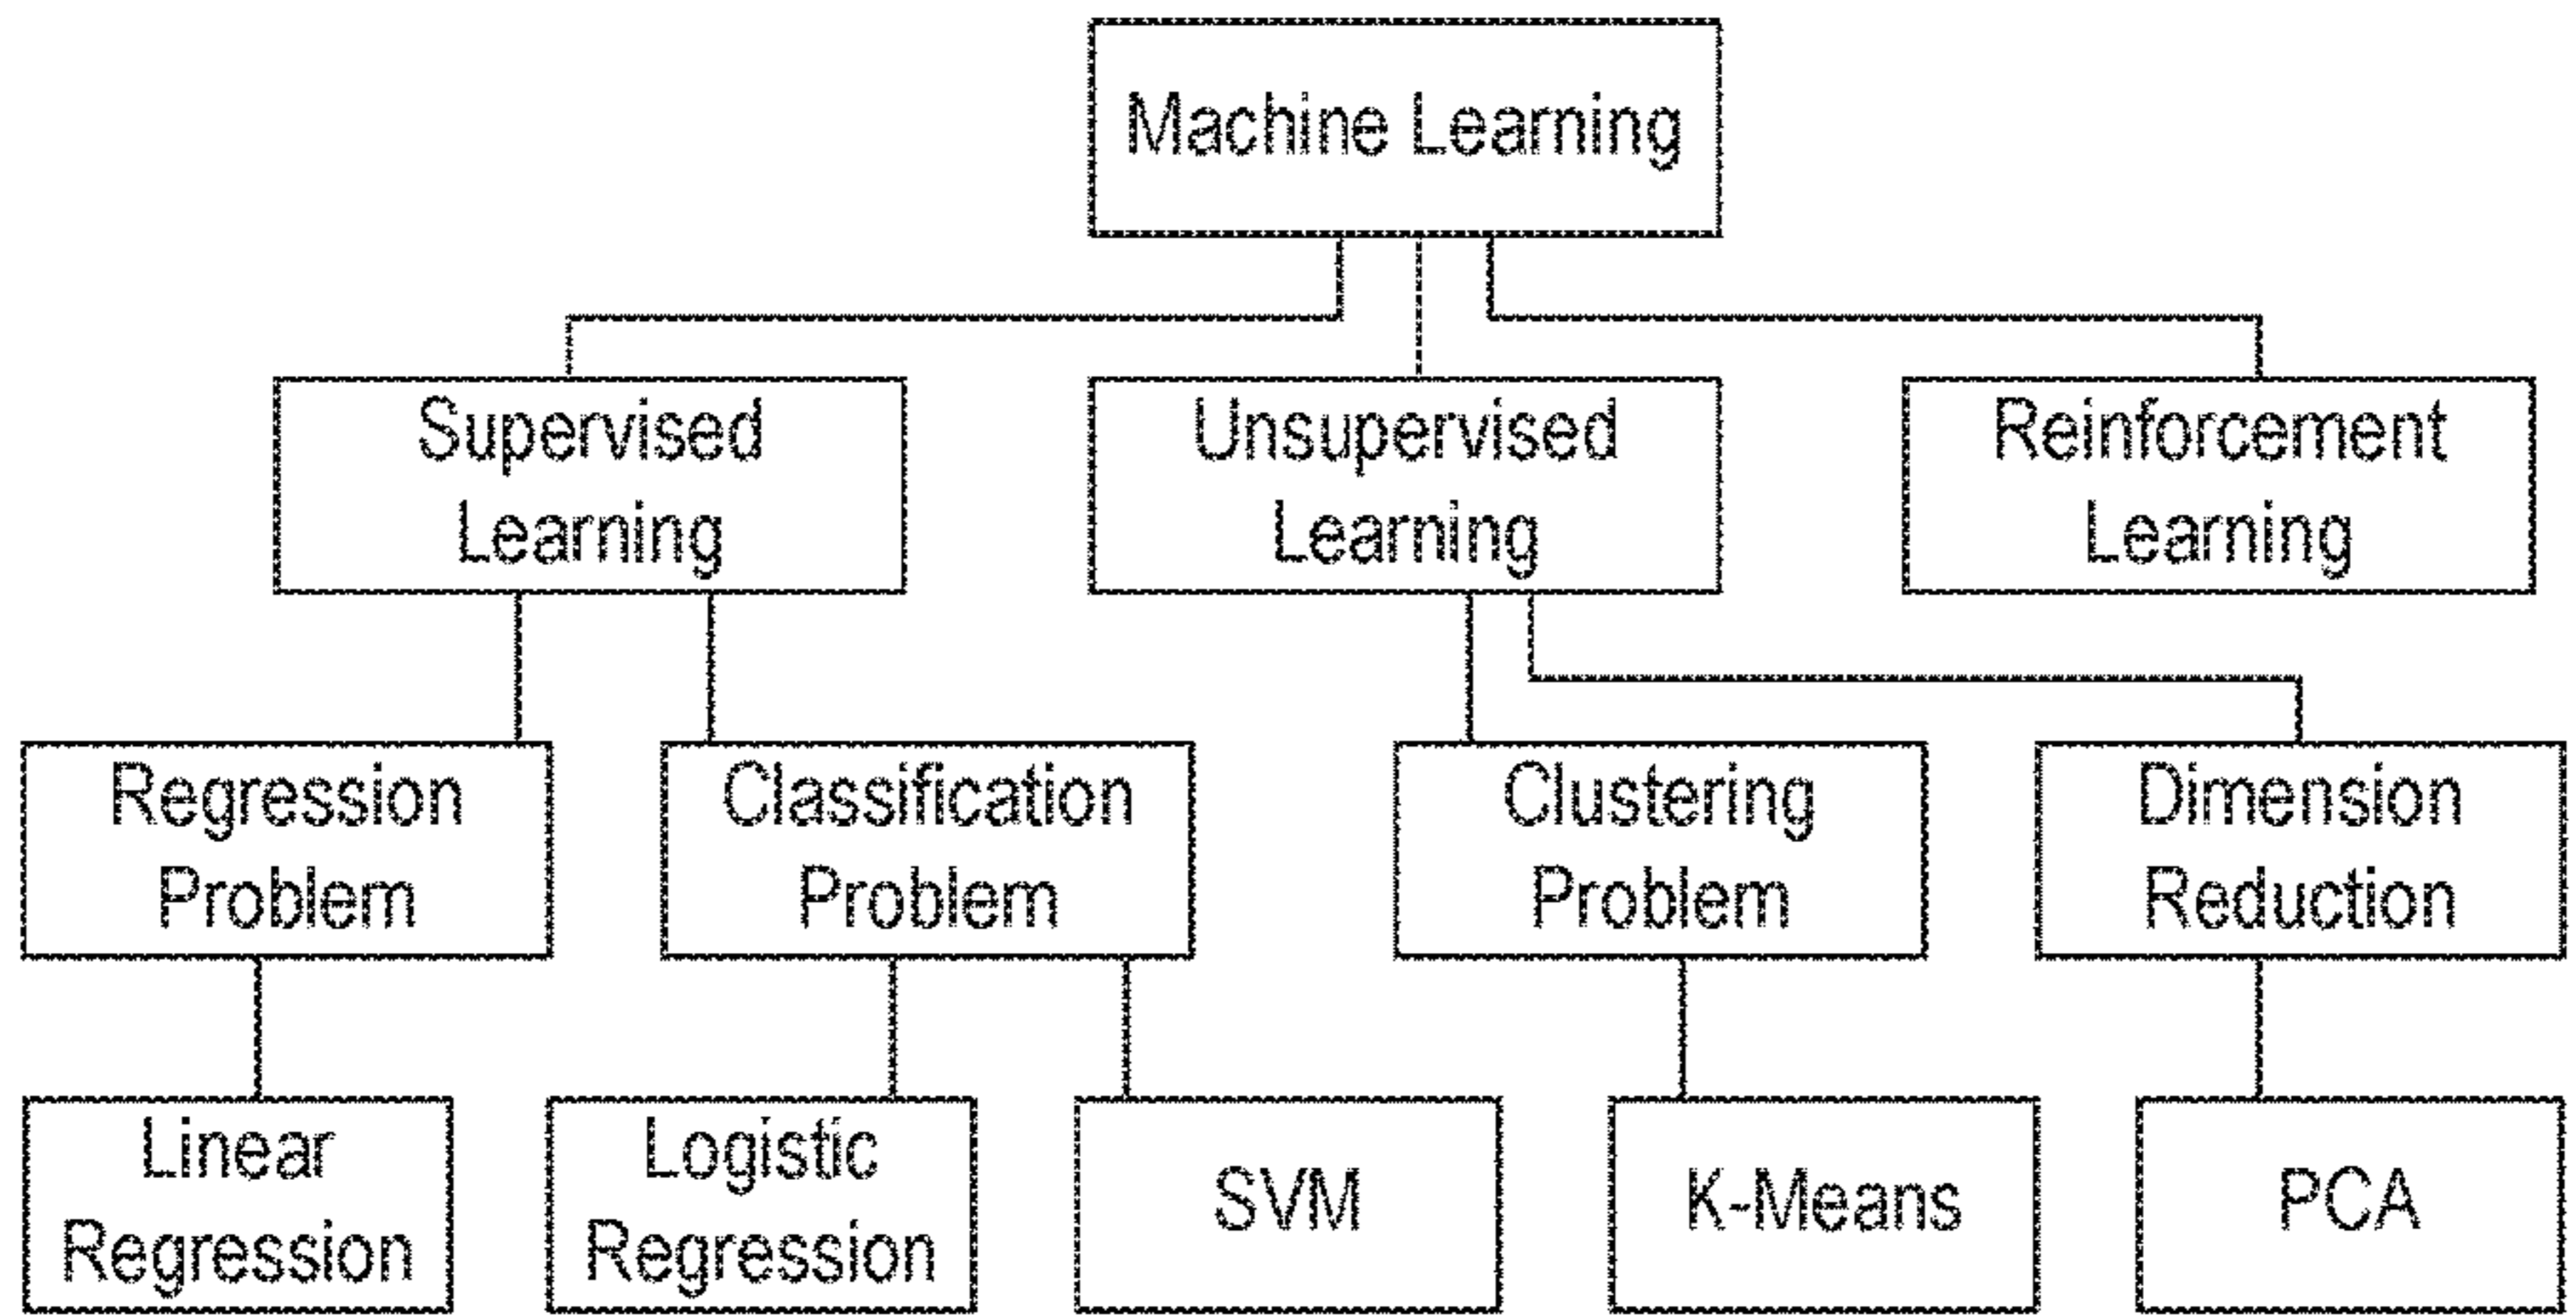 Machine Learning
Supervised
Learning
Unsupervised
Learning
Reinforcement
Learning
Regression
Problem
Classification
Problem
Clustering
Problem
Dimension
Reduction
Linear
Regression
Logistic
Regression
SVM
K-Means
PCA